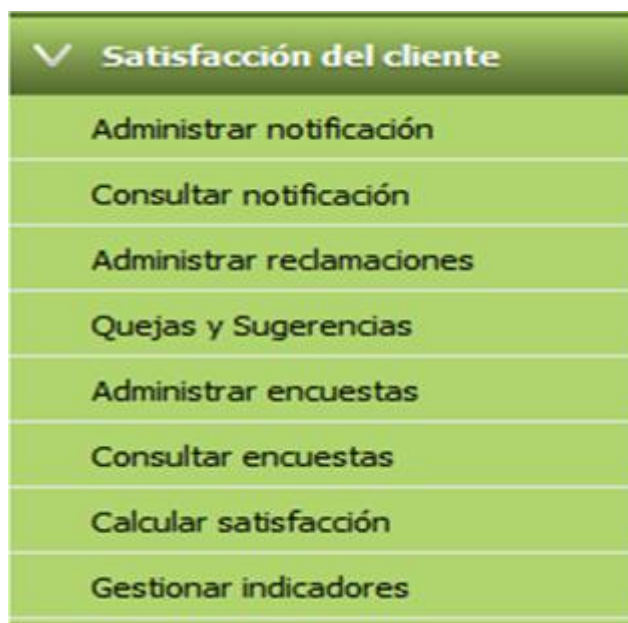 Satisfacción del cliente
Administrar notificación
Consultar notificación
Administrar reclamaciones
Quejas y Sugerencias
Administrar encuestas
Consultar encuestas
Calcular satisfacción
Gestionar indicadores